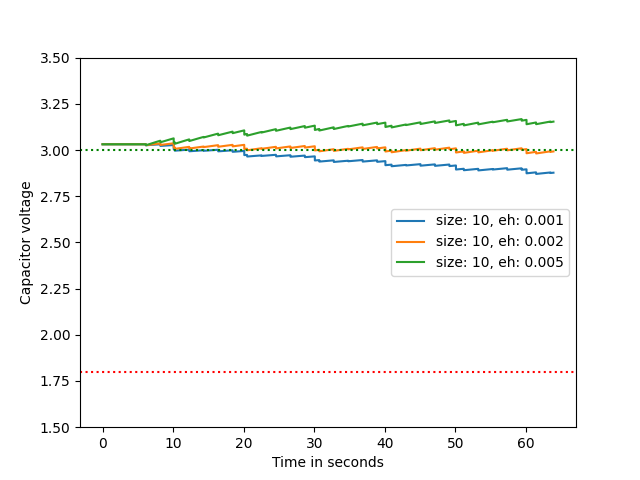 3.50
3.25
3.00
2.75
2.50
2.25
2.00
1.75
1.50
Capacitor voltage
size: 10, eh: 0.001
size: 10, eh: 0.002
size: 10, eh: 0.005
0 10 20 30 40 50 60
Time in seconds